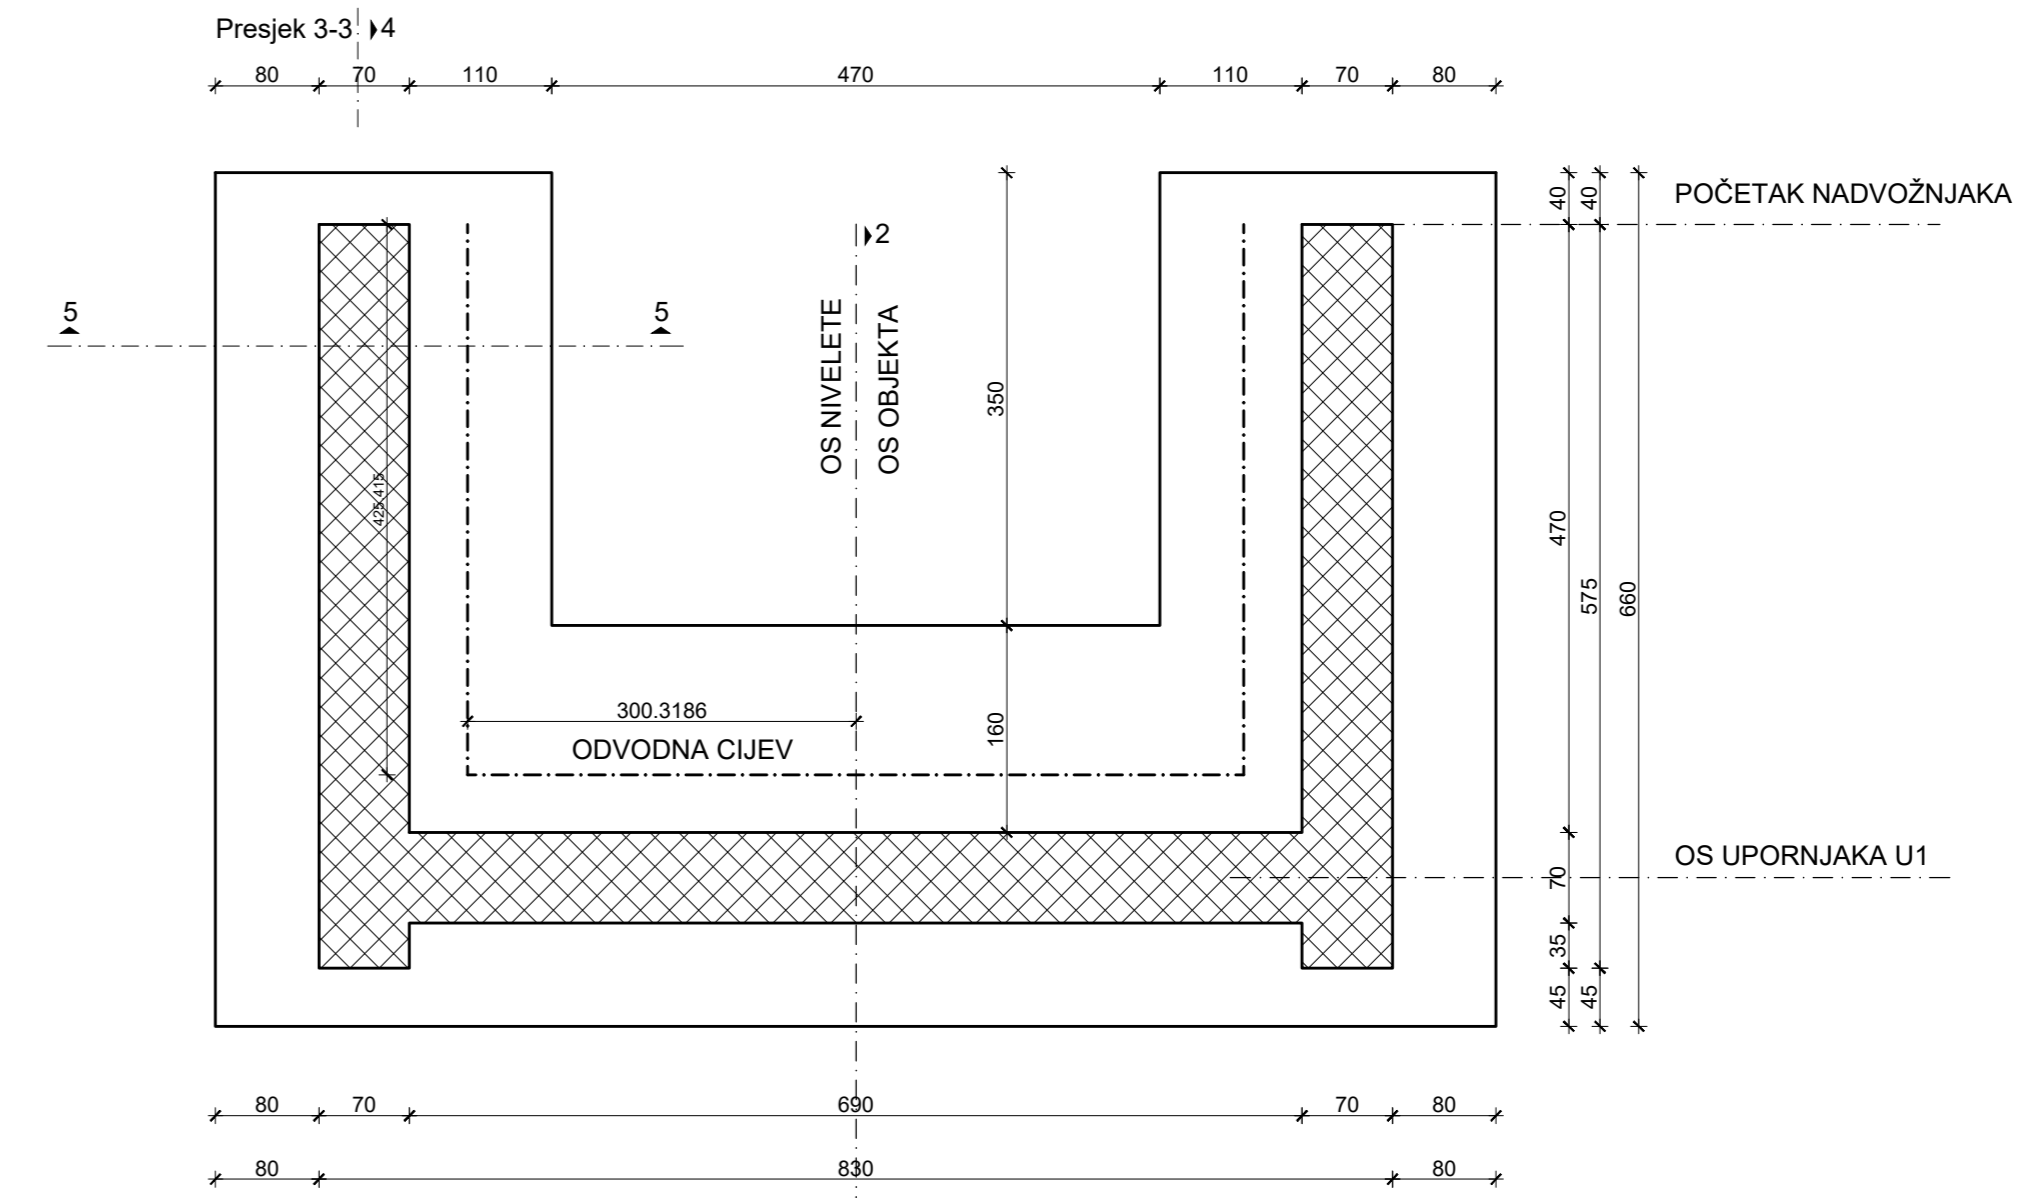 Presjek 3-3
4
80 70 110 470 110 70 80
40 40
POČETAK NADVOŽNJAKA
2
5 5
OS NIVELETE
OS OBJEKTA
350
425.415
470
575
660
300.3186
ODVODNA CIJEV
160
OS UPORNJAKA U1
70
35
45 45
80 70 690 70 80
80 830 80